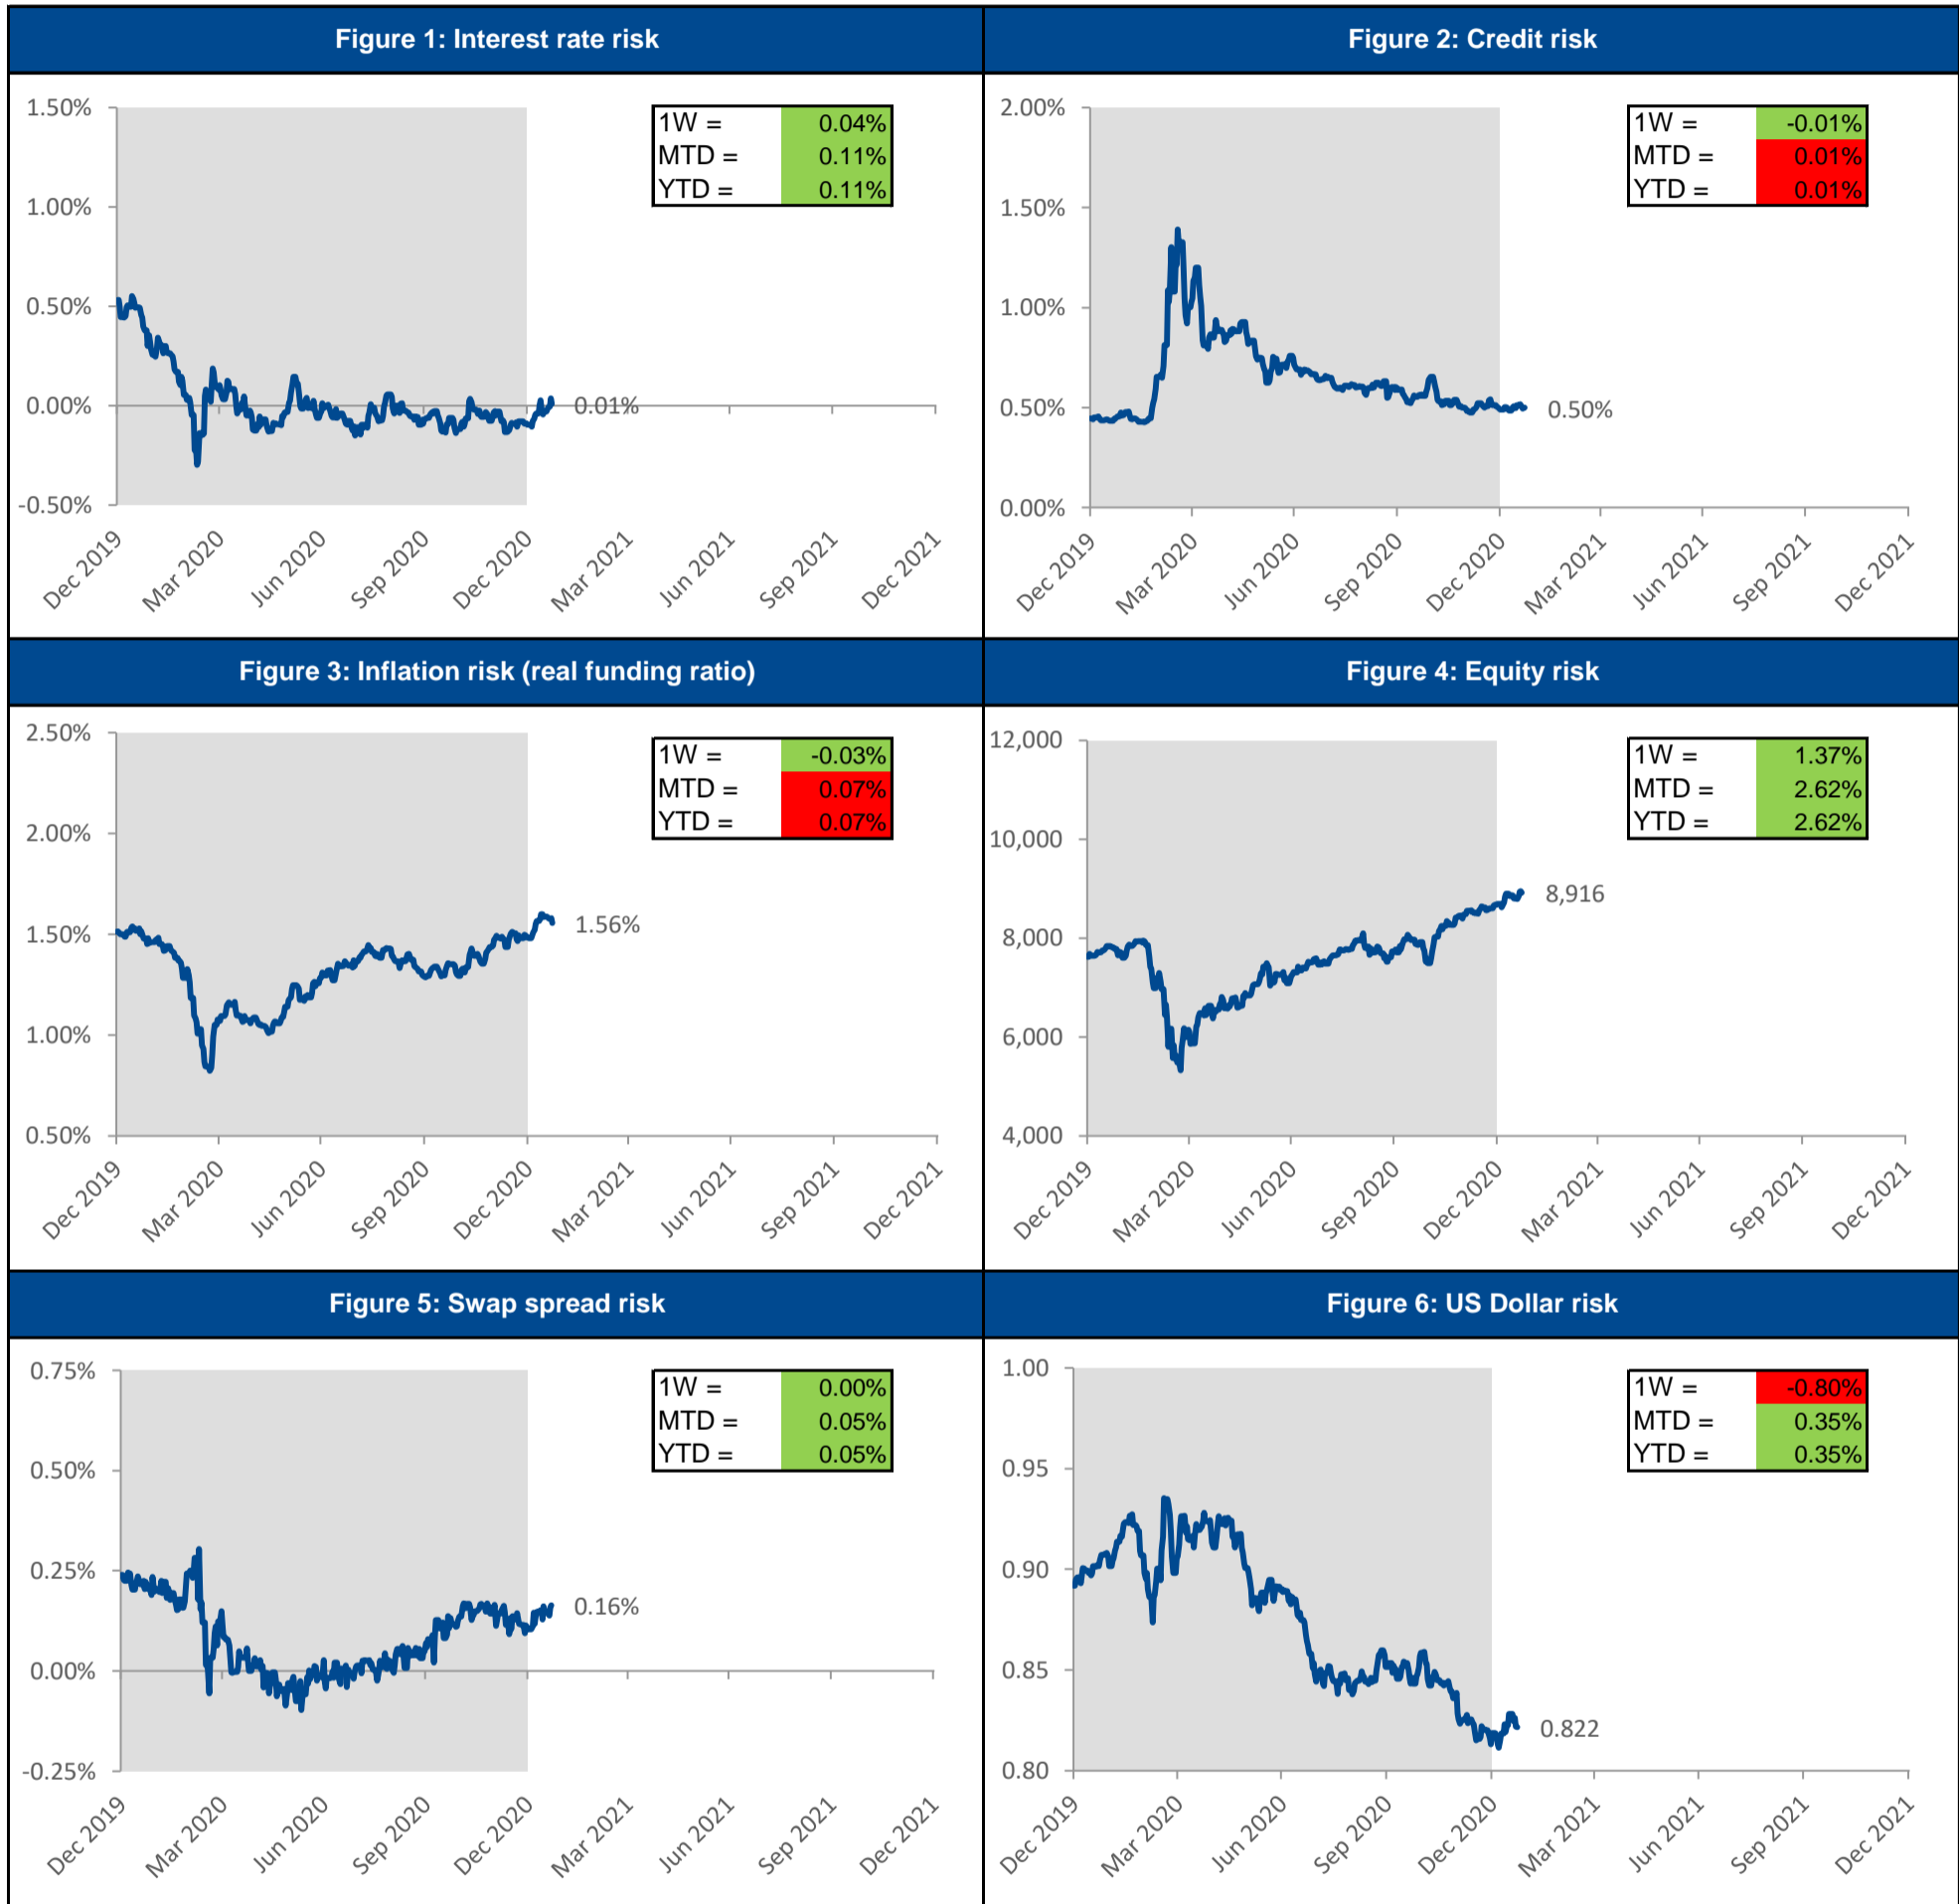 Figure 1: Interest rate risk
1.50%
1.00%
0.50%
0.00%
-0.50%
1W = 0.04%
MTD = 0.11%
YTD = 0.11%
0.01%
Dec 2019
Mar 2020
Jun 2020
Sep 2020
Dec 2020
Mar 2021
Jun 2021
Sep 2021
Dec 2021
Figure 2: Credit risk
2.00%
1.50%
1.00%
0.50%
0.00%
1W = -0.01%
MTD = 0.01%
YTD = 0.01%
0.50%
Dec 2019
Mar 2020
Jun 2020
Sep 2020
Dec 2020
Mar 2021
Jun 2021
Sep 2021
Dec 2021
Figure 3: Inflation risk (real funding ratio)
2.50%
2.00%
1.50%
1.00%
0.50%
1W = -0.03%
MTD = 0.07%
YTD = 0.07%
1.56%
Dec 2019
Mar 2020
Jun 2020
Sep 2020
Dec 2020
Mar 2021
Jun 2021
Sep 2021
Dec 2021
Figure 4: Equity risk
12,000
10,000
8,000
6,000
4,000
1W = 1.37%
MTD = 2.62%
YTD = 2.62%
8,916
Dec 2019
Mar 2020
Jun 2020
Sep 2020
Dec 2020
Mar 2021
Jun 2021
Sep 2021
Dec 2021
Figure 5: Swap spread risk
0.75%
0.50%
0.25%
0.00%
-0.25%
1W = 0.00%
MTD = 0.05%
YTD = 0.05%
0.16%
Dec 2019
Mar 2020
Jun 2020
Sep 2020
Dec 2020
Mar 2021
Jun 2021
Sep 2021
Dec 2021
Figure 6: US Dollar risk
1.00
0.95
0.90
0.85
0.80
1W = -0.80%
MTD = 0.35%
YTD = 0.35%
0.822
Dec 2019
Mar 2020
Jun 2020
Sep 2020
Dec 2020
Mar 2021
Jun 2021
Sep 2021
Dec 2021